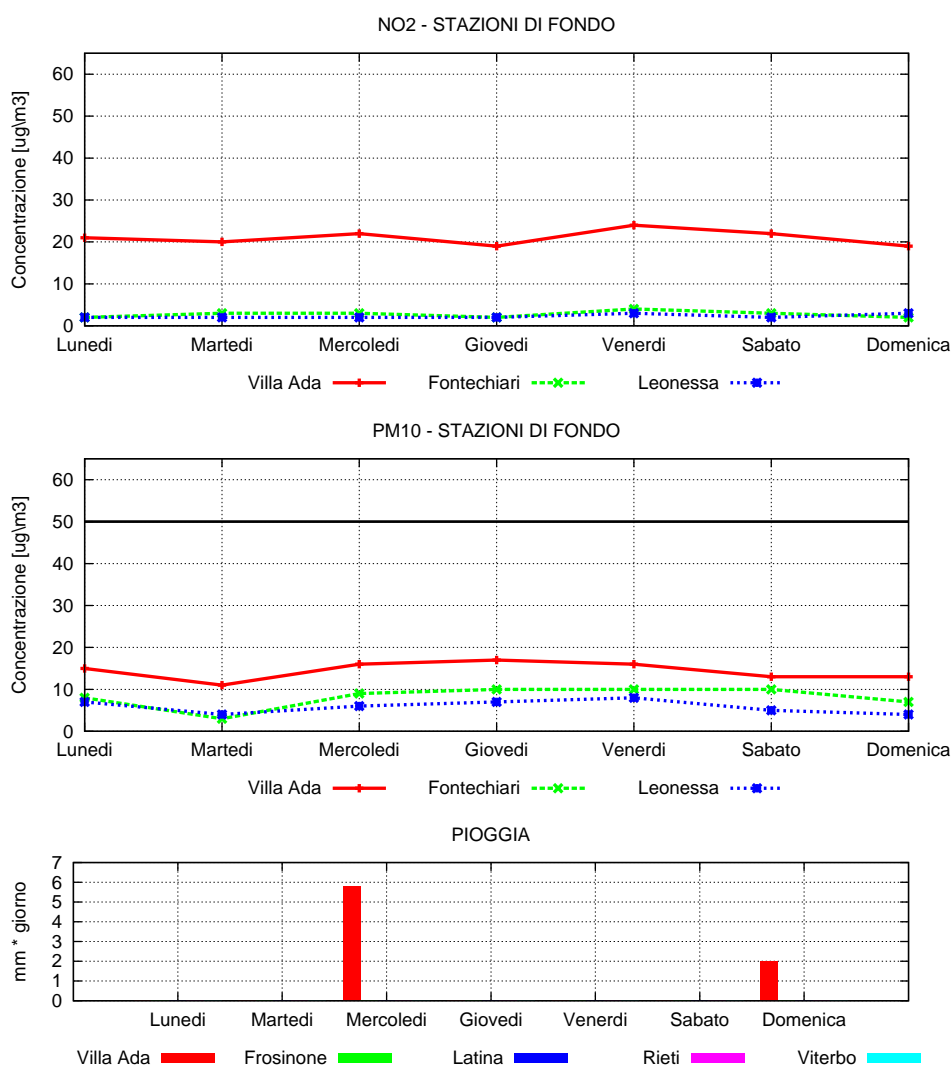 NO2 - STAZIONI DI FONDO
Concentrazione [ug\m3]
60
50
40
30
20
10
0
Lunedi Martedi Mercoledi Giovedi Venerdi Sabato Domenica
Villa Ada Fontechiari Leonessa
PM10 - STAZIONI DI FONDO
Concentrazione [ug\m3]
60
50
40
30
20
10
0
Lunedi Martedi Mercoledi Giovedi Venerdi Sabato Domenica
Villa Ada Fontechiari Leonessa
PIOGGIA
mm * giorno
7
6
5
4
3
2
1
0
Lunedi Martedi Mercoledi Giovedi Venerdi Sabato Domenica
Villa Ada Frosinone Latina Rieti Viterbo